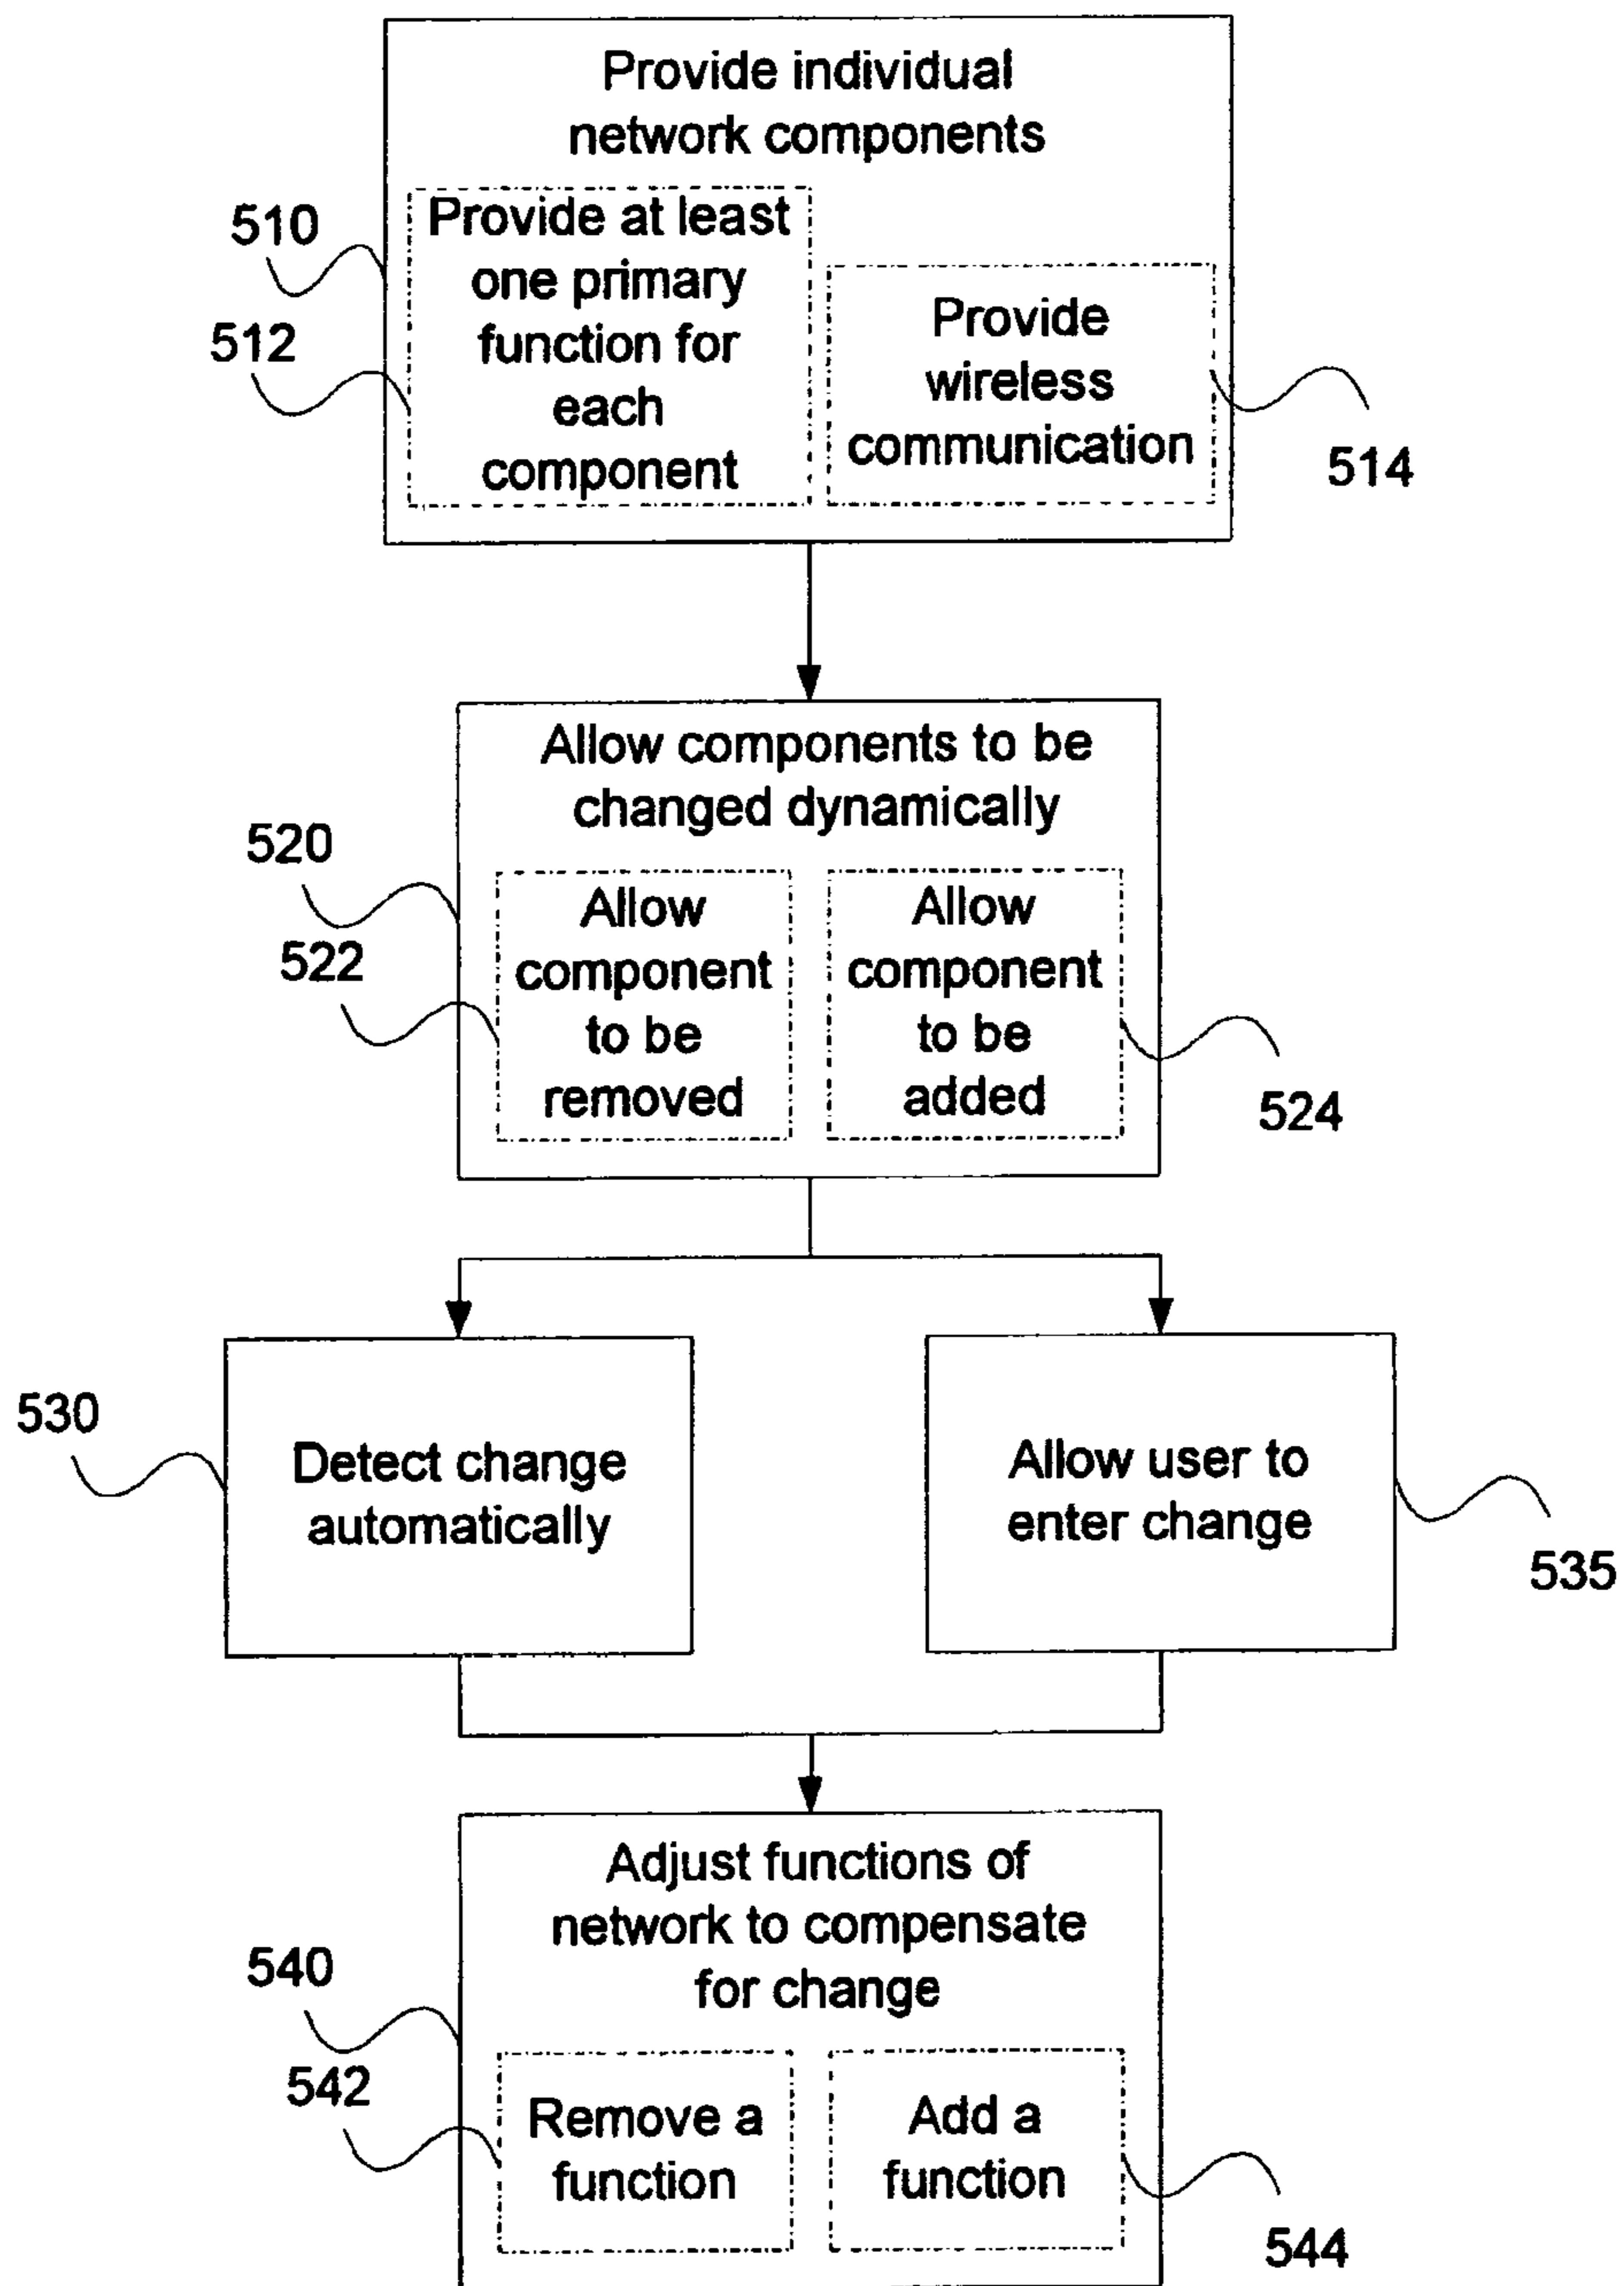 Provide individual
network components
510
Provide at least
one primary
function for
each
component
512
Provide
wireless
communication
514
Allow components to be
changed dynamically
520
Allow
component
to be
removed
522
Allow
component
to be
added
524
530
Detect change
automatically
Allow user to
enter change
535
Adjust functions of
network to compensate
for change
540
542
Remove a
function
Add a
function
544